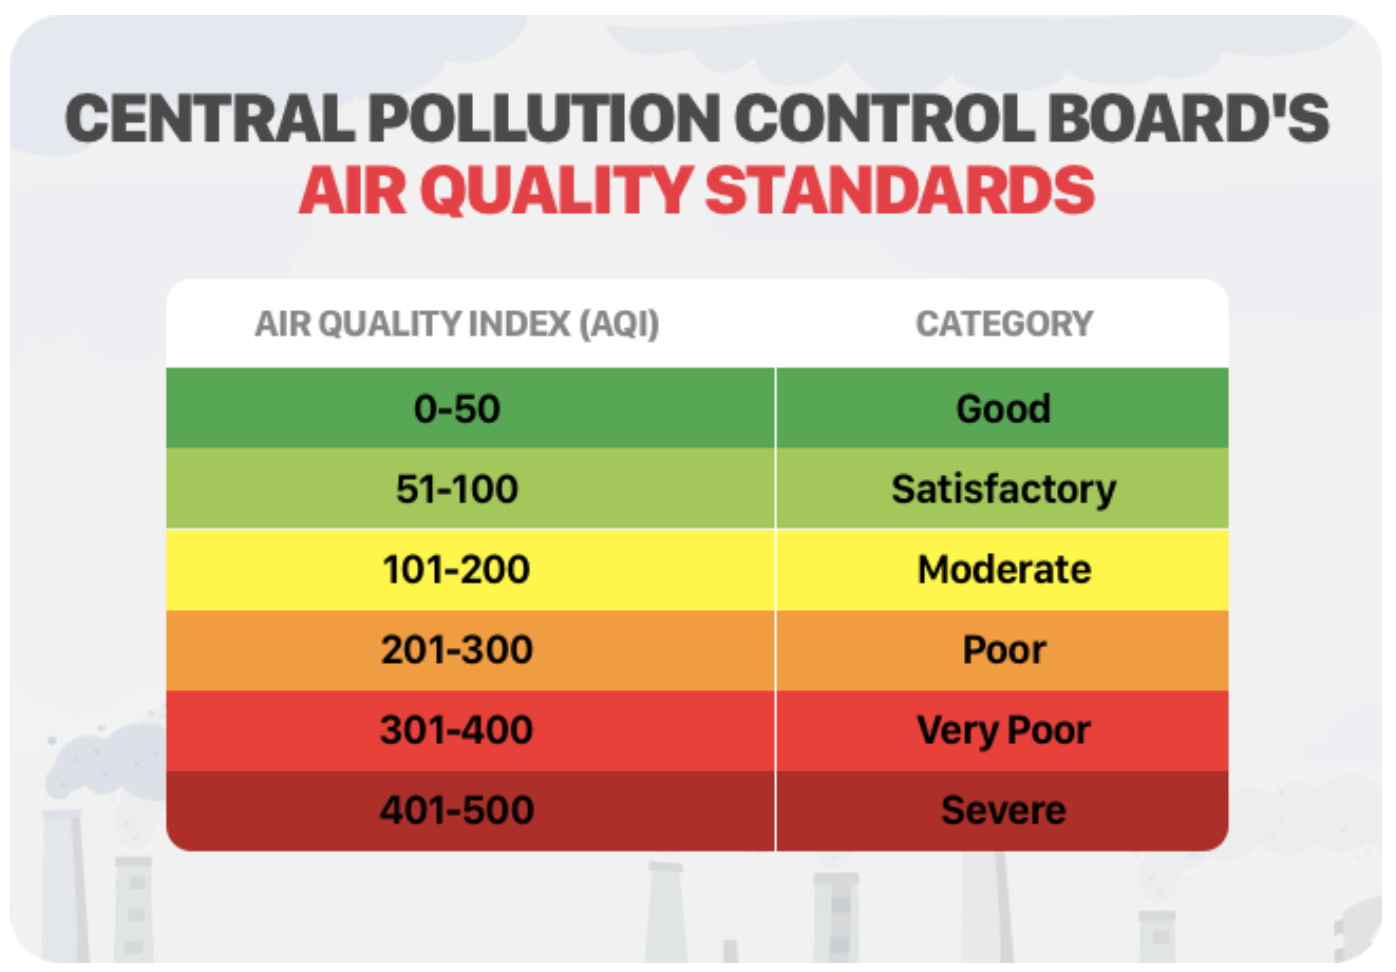 CENTRAL POLLUTION CONTROL BOARD'S
AIR QUALITY STANDARDS
AIR QUALITY INDEX (AQI) CATEGORY
0-50 Good
51-100 Satisfactory
101-200 Moderate
201-300 Poor
301-400 Very Poor
401-500 Severe